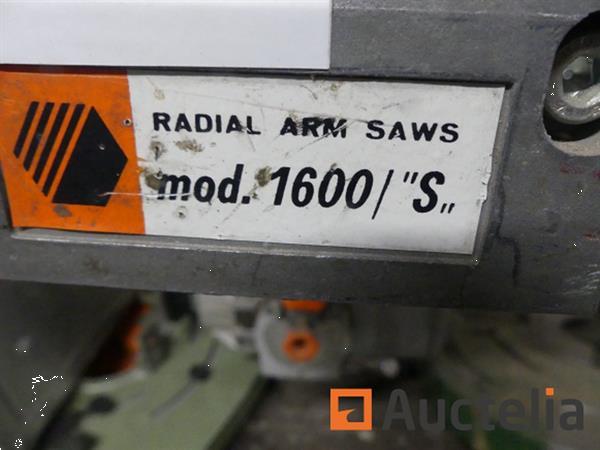 RADIAL ARM SAWS
mod. 1600/"S„
Auctelia